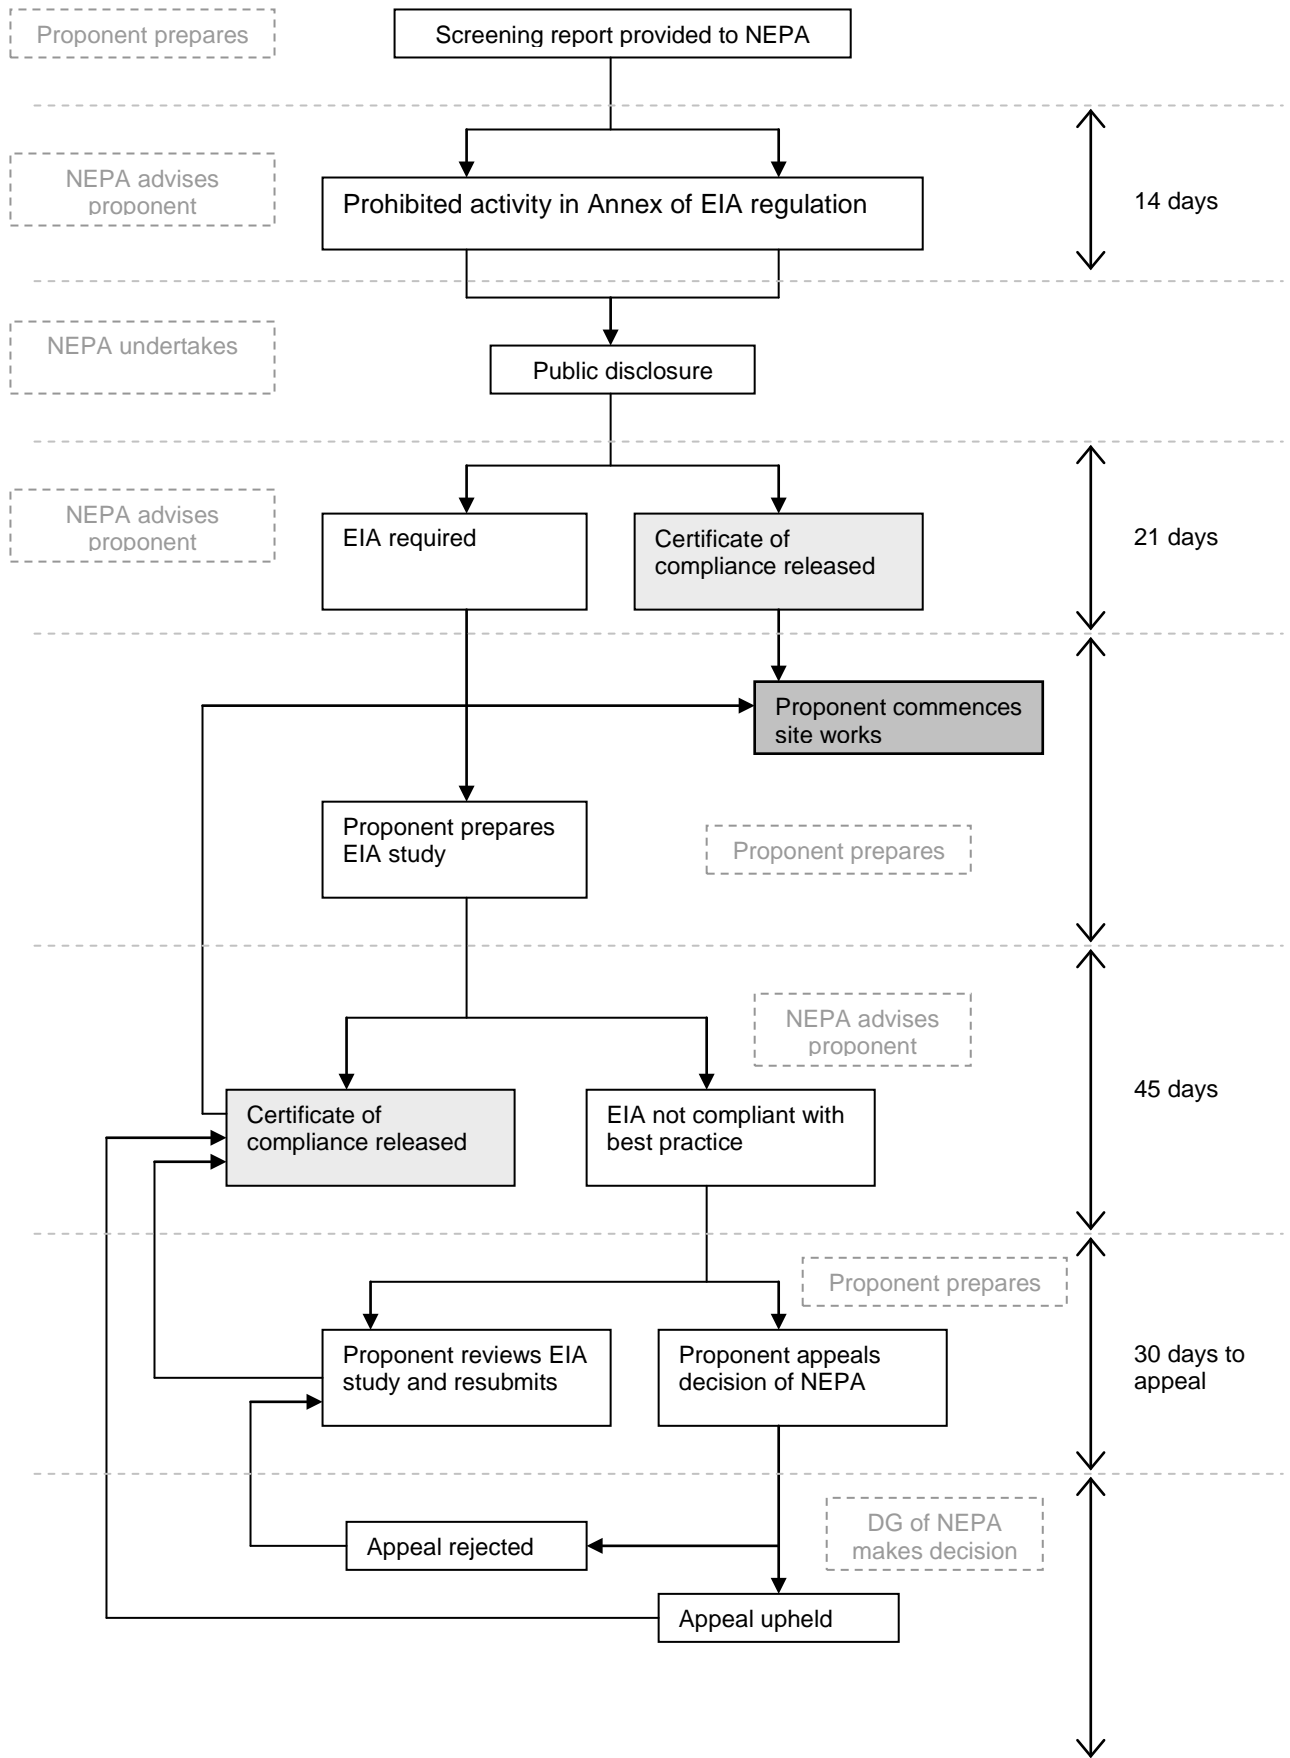 Proponent prepares
Screening report provided to NEPA
NEPA advises
proponent
Prohibited activity in Annex of EIA regulation
14 days
NEPA undertakes
Public disclosure
NEPA advises
proponent
EIA required
Certificate of
compliance released
21 days
Proponent commences
site works
Proponent prepares
EIA study
Proponent prepares
NEPA advises
proponent
Certificate of
compliance released
EIA not compliant with
best practice
45 days
Proponent prepares
Proponent reviews EIA
study and resubmits
Proponent appeals
decision of NEPA
30 days to
appeal
DG of NEPA
makes decision
Appeal rejected
Appeal upheld